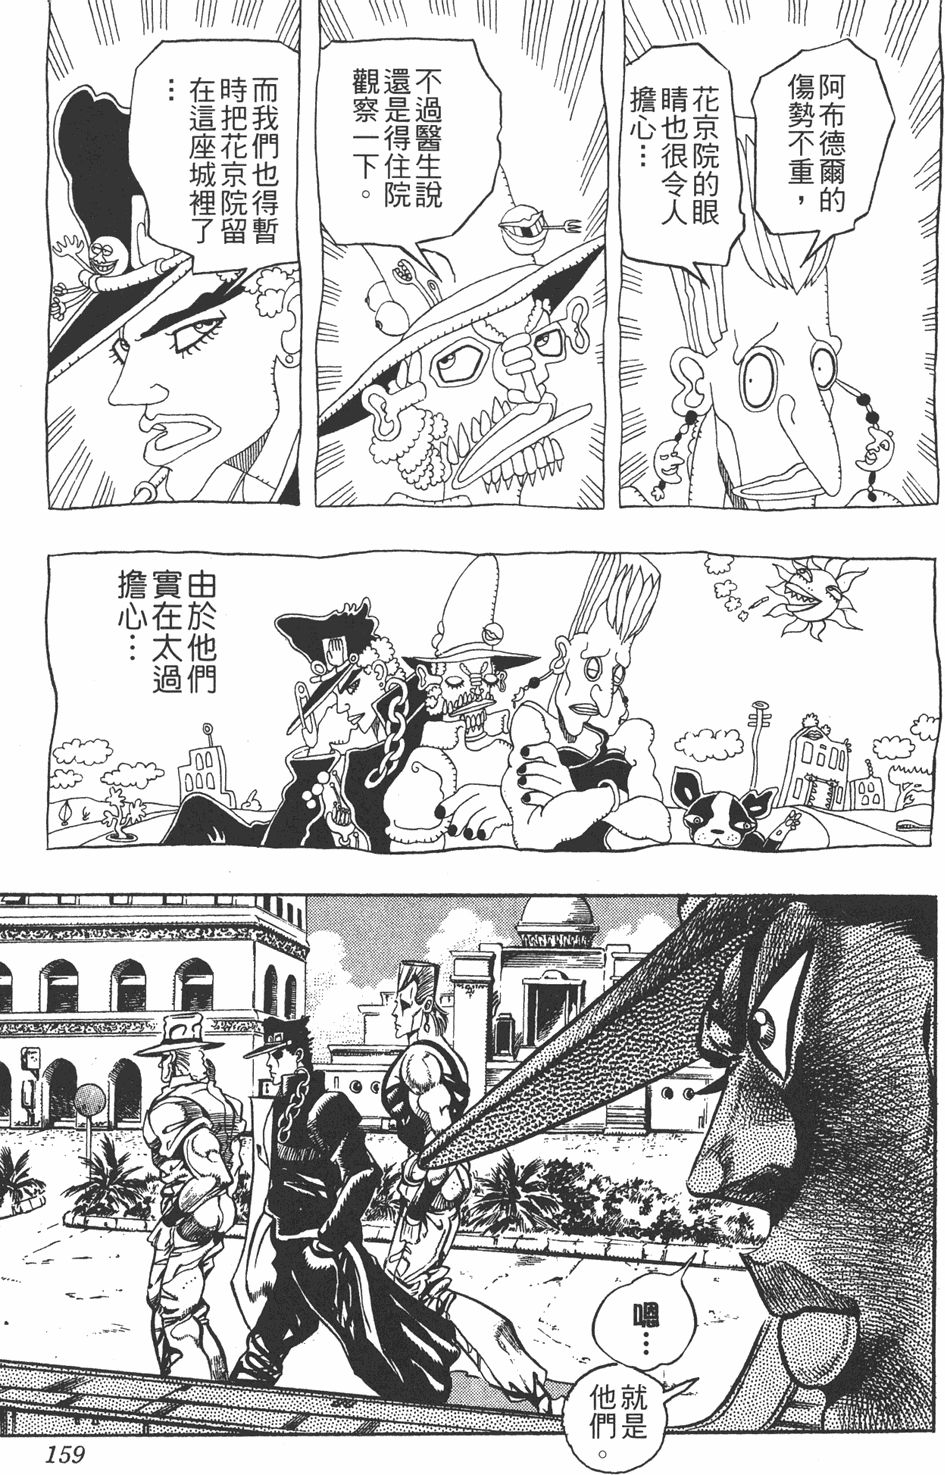 阿布德爾的
傷勢不重，
花京院的眼
睛也很令人
擔心…
不過醫生說
還是得住院
觀察一下。
而我們也得暫
時把花京院留
在這座城裡了
…
由於他們
實在太過
擔心…
嗯…
就是
他們。
159